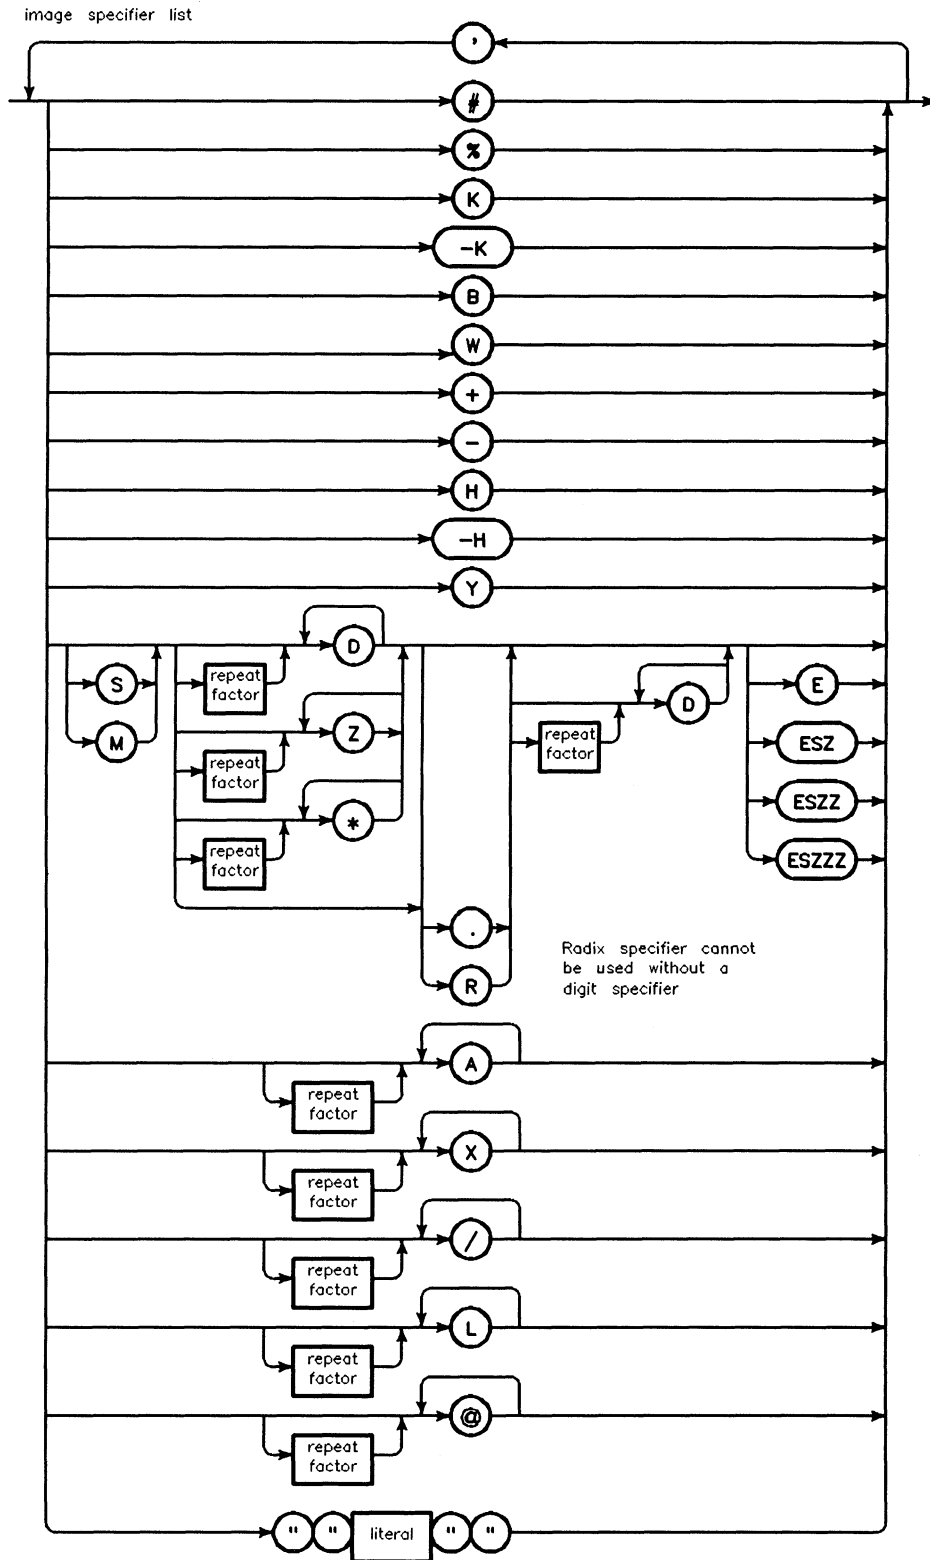 image specifier list
,
#
%
K
-K
B
W
+
-
H
-H
Y
D
S
repeat
factor
D
E
M
Z
repeat
factor
repeat
factor
ESZ
*
ESZZ
repeat
factor
ESZZZ
.
R
Radix specifier cannot
be used without a
digit specifier
A
repeat
factor
X
repeat
factor
/
repeat
factor
L
repeat
factor
@
repeat
factor
" " literal " "